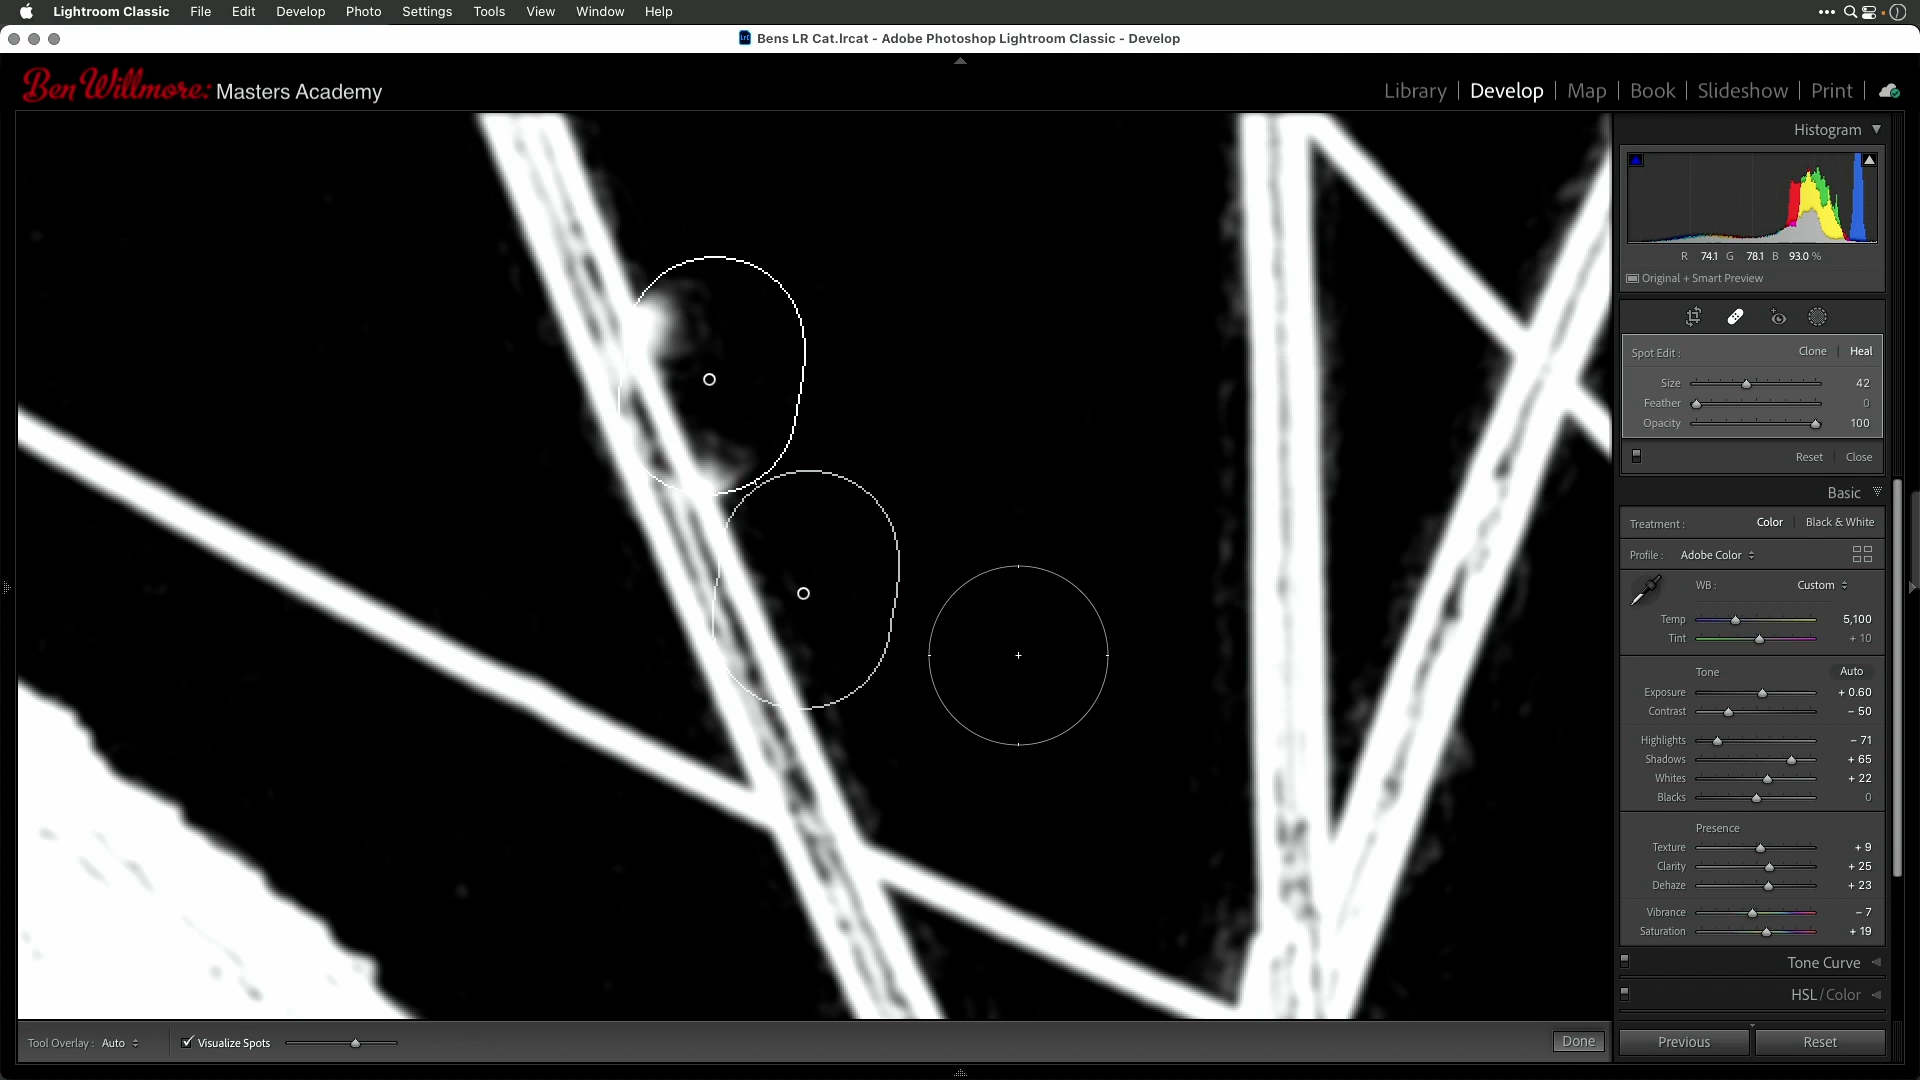 Lightroom Classic File Edit Develop Photo Settings Tools View Window Help
LrC Bens LR Cat.lrcat - Adobe Photoshop Lightroom Classic - Develop
Ben Willmore: Masters Academy
Library | Develop | Map | Book | Slideshow | Print |
Histogram
R 74.1 G 78.1 B 93.0 %
Original + Smart Preview
Spot Edit : Clone | Heal
Size 42
Feather 0
Opacity 100
Reset Close
Basic
Treatment : Color | Black & White
Profile : Adobe Color
WB : Custom
Temp 5,100
Tint + 10
Tone Auto
Exposure + 0.60
Contrast – 50
Highlights – 71
Shadows + 65
Whites + 22
Blacks 0
Presence
Texture + 9
Clarity + 25
Dehaze + 23
Vibrance – 7
Saturation + 19
Tone Curve
HSL / Color
Tool Overlay : Auto Visualize Spots Done Previous Reset